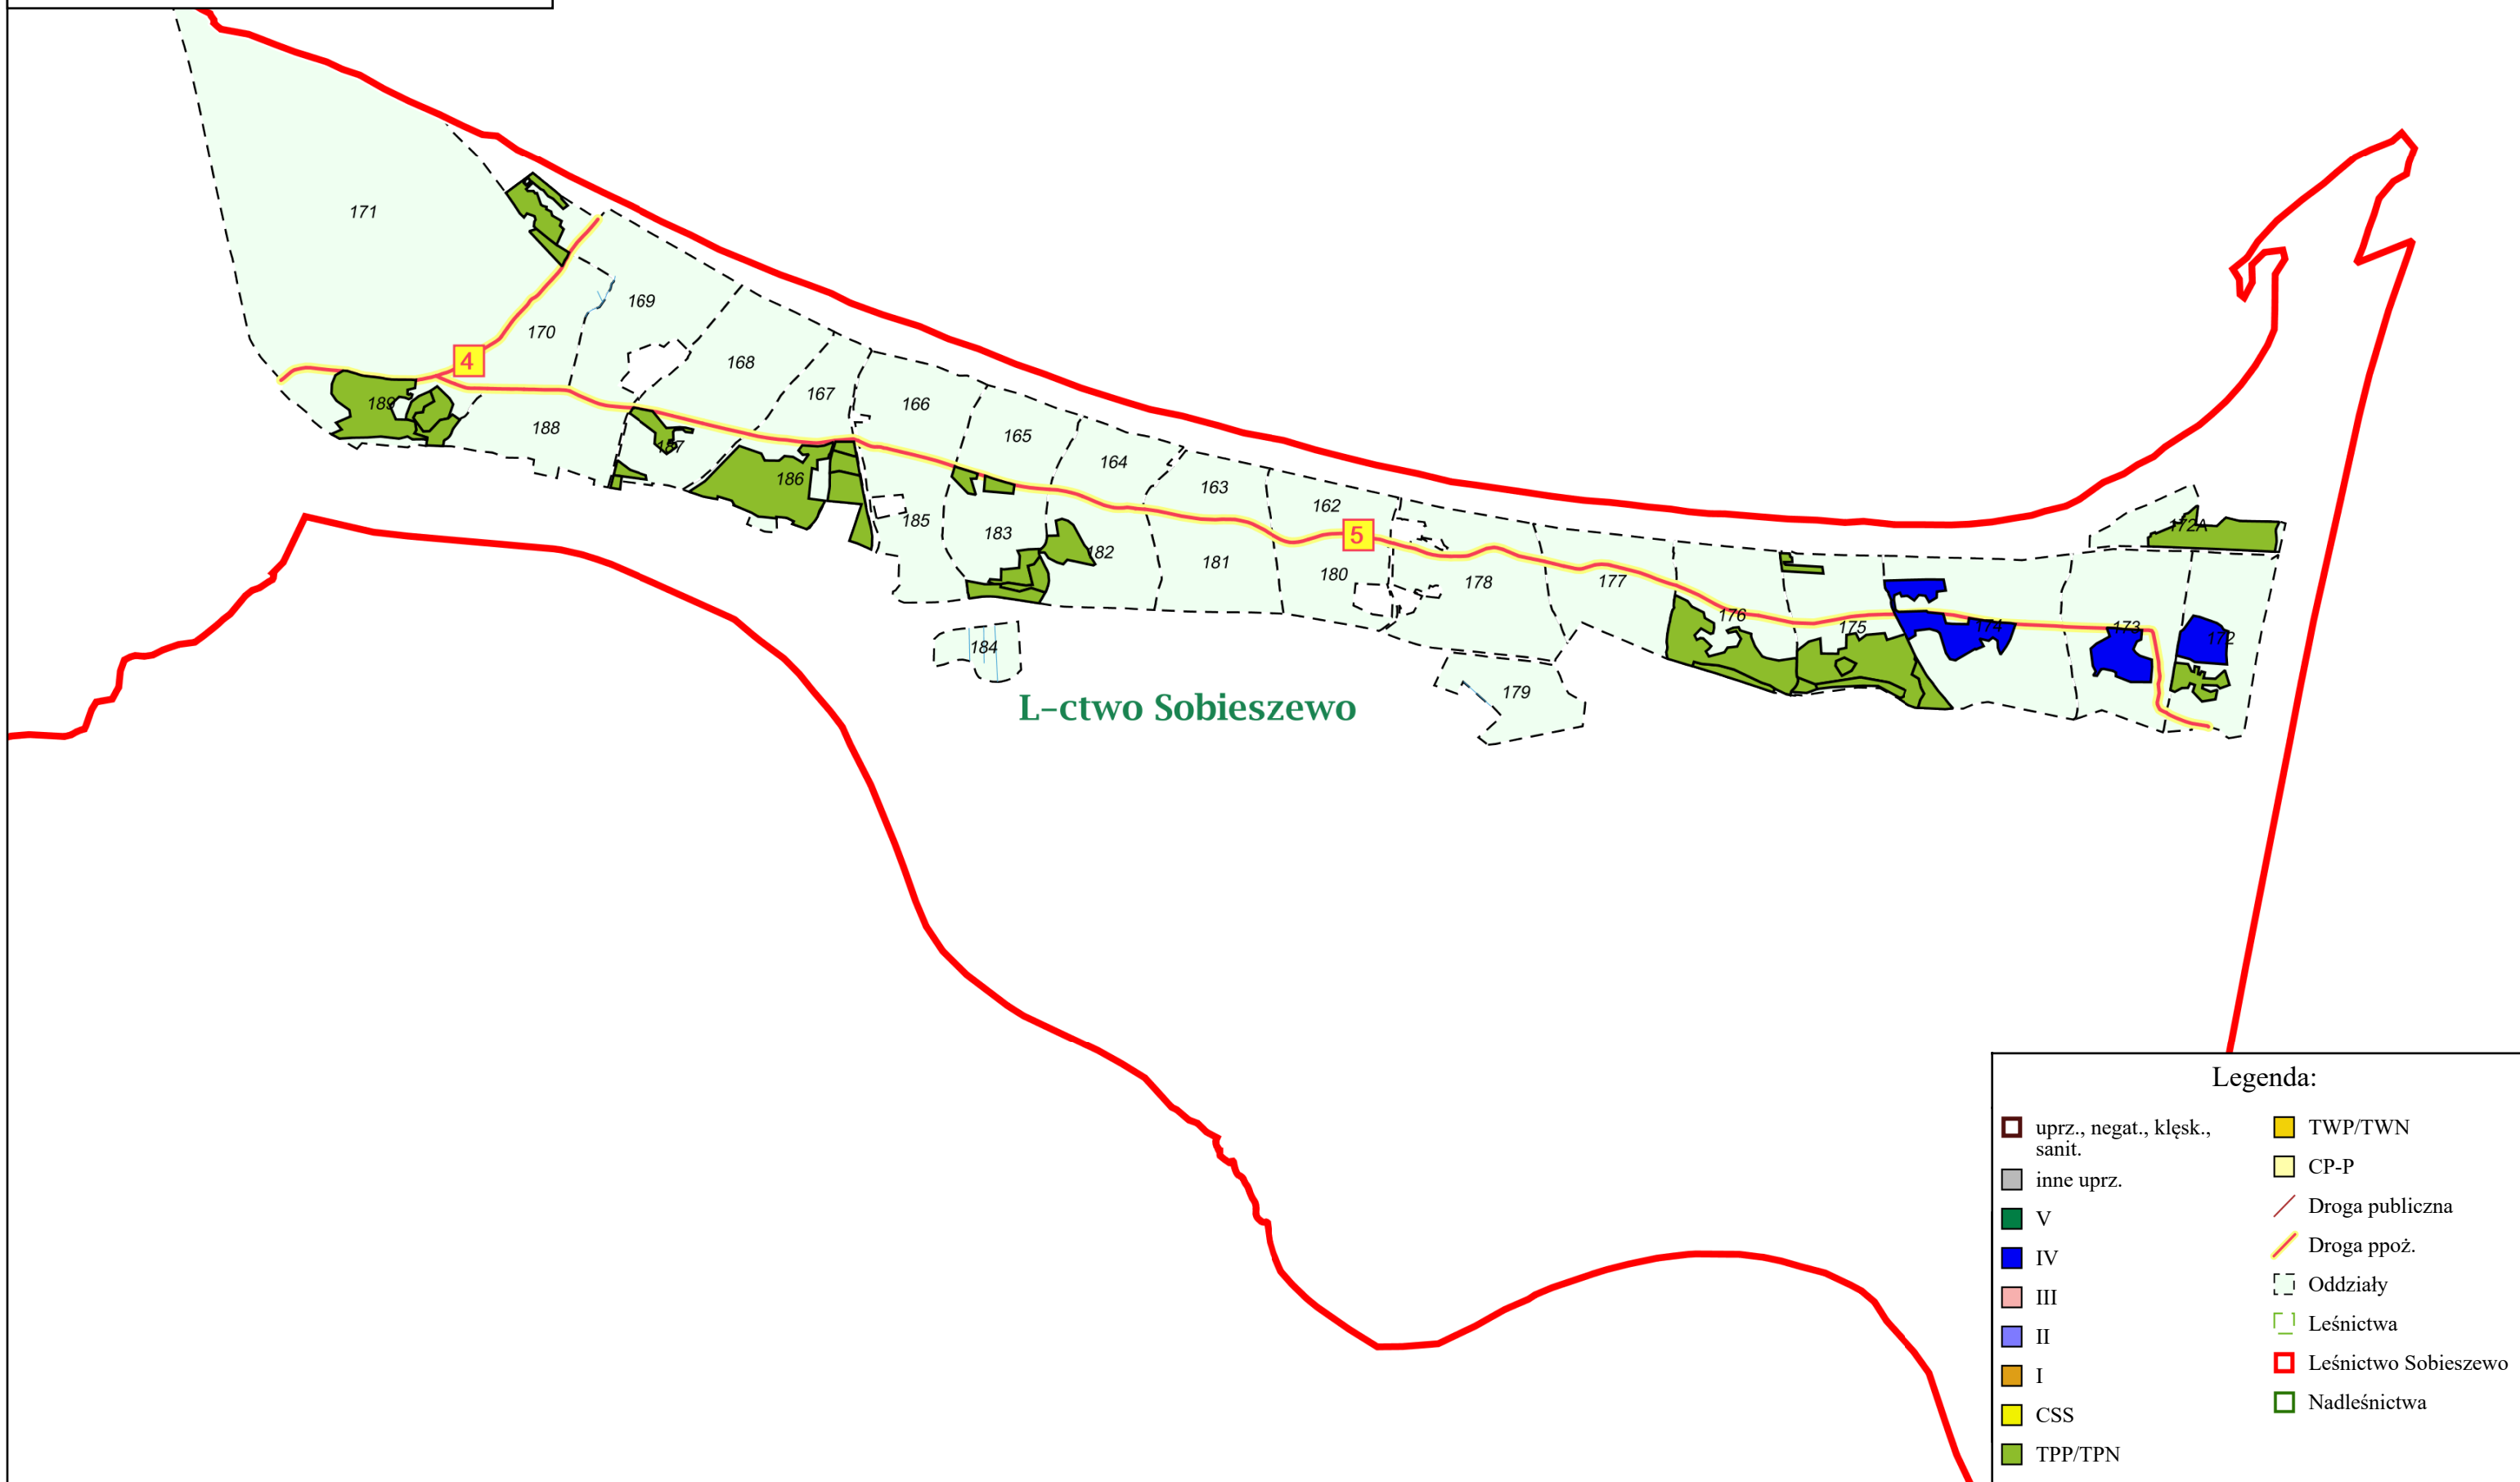 171
169
4
170
168
167
189
166
188
165
187
164
186
163
162
185
183
5
172A
182
181
180
178
177
176
175
174
173
172
184
179
L-ctwo Sobieszewo
Legenda:
uprz., negat., klęsk.,
sanit.
inne uprz.
V
IV
III
II
I
CSS
TPP/TPN
TWP/TWN
CP-P
Droga publiczna
Droga ppoż.
Oddziały
Leśnictwa
Leśnictwo Sobieszewo
Nadleśnictwa